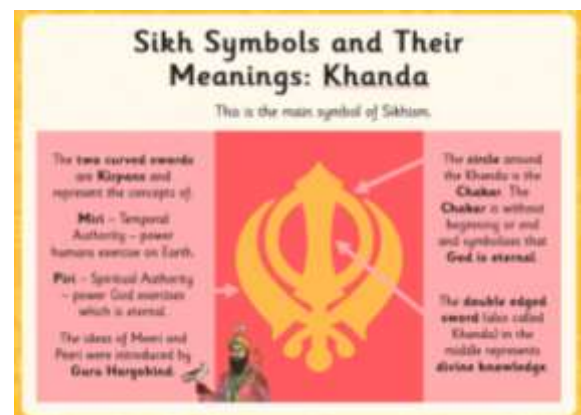 Sikh Symbols and Their
Meanings: Khanda
This is the main symbol of Sikhism.
The two curved swords
are Kirpans and
represent the concepts of:
Miri – Temporal
Authority – power
humans exercise on Earth.
Piri – Spiritual Authority
– power God exercises
which is eternal.
The ideas of Meeri and
Peeri were introduced by
Guru Hargobind.
The circle around
the Khanda is the
Chakar. The
Chakar is without
beginning or end
and symbolises that
God is eternal.
The double edged
sword (also called
Khanda) in the
middle represents
divine knowledge.